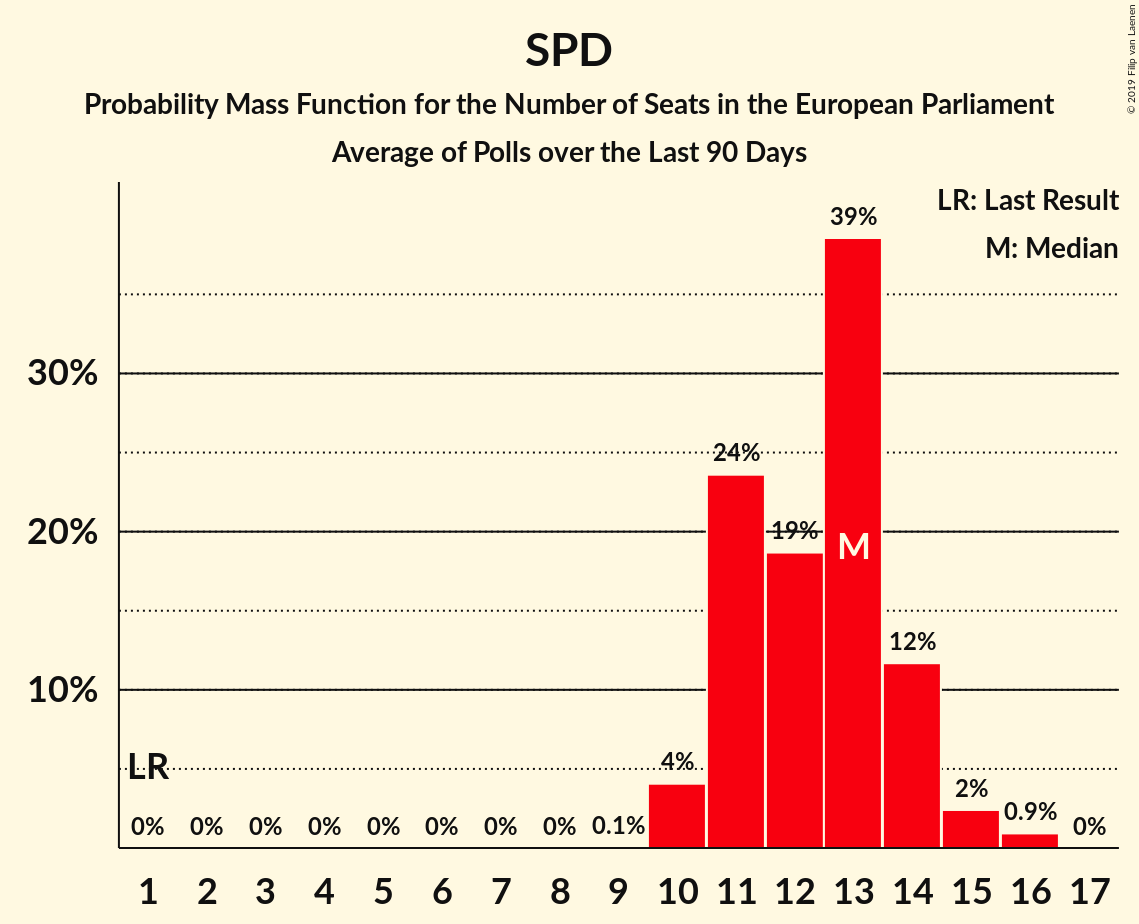 SPD
Probability Mass Function for the Number of Seats in the European Parliament
Average of Polls over the Last 90 Days
© 2019 Filip van Laenen
LR: Last Result
M: Median
39%
30%
24%
20%
19%
M
12%
10%
LR
4%
2%
0.9%
0% 0% 0% 0% 0% 0% 0% 0% 0.1% 0%
1 2 3 4 5 6 7 8 9 10 11 12 13 14 15 16 17